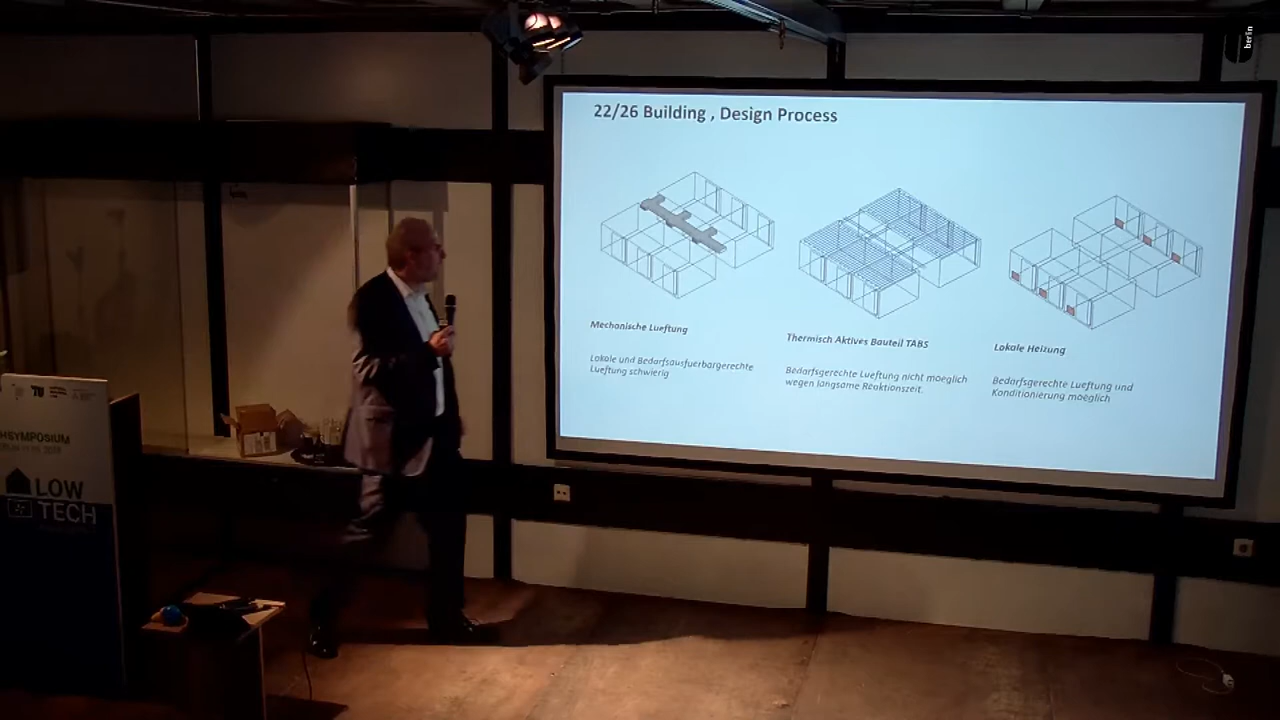 berlin
22/26 Building , Design Process
Mechanische Lueftung
Lokale und Bedarfsausfuerbargerechte
Lueftung schwierig
Thermisch Aktives Bauteil TABS
Bedarfsgerechte Lueftung nicht moeglich
wegen langsame Reaktionszeit.
Lokale Heizung
Bedarfsgerechte Lueftung und
Konditionierung moeglich
HSYMPOSIUM
LOW
TECH